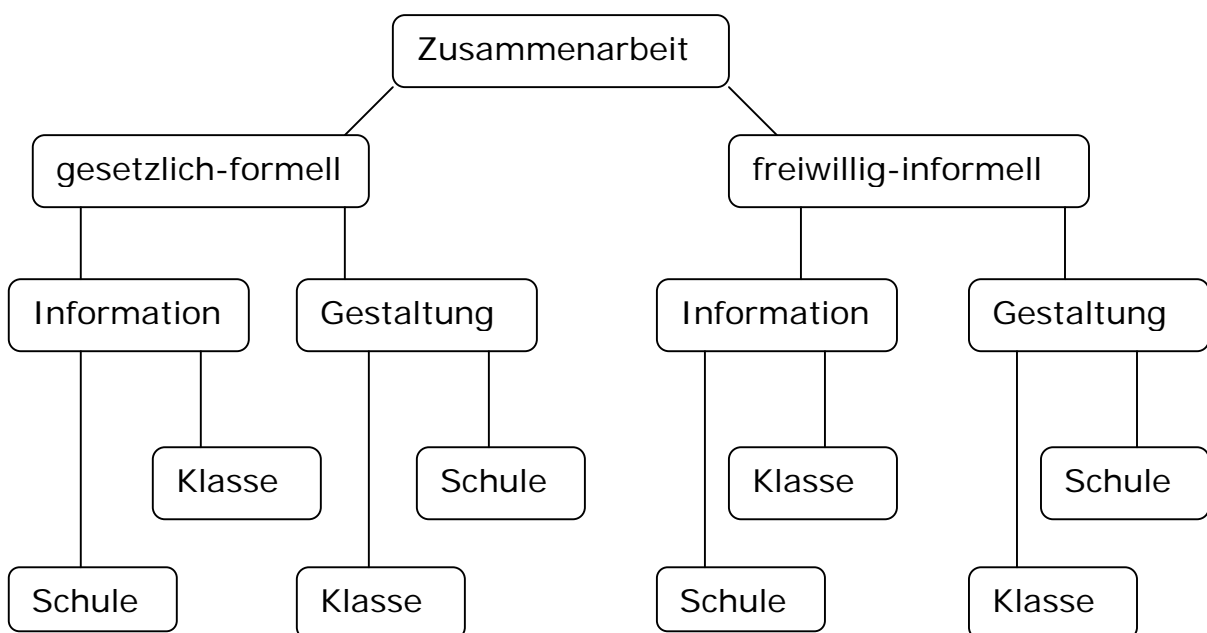 Zusammenarbeit
gesetzlich-formell
freiwillig-informell
Information
Gestaltung
Information
Gestaltung
Klasse
Schule
Klasse
Schule
Schule
Klasse
Schule
Klasse